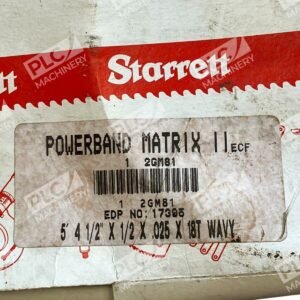 Starrett
POWERBAND MATRIX II ECF
1 2GM81
1 2GM81
EDP NO: 17395
5' 4 1/2" X 1/2 X .025 X 18T WAVY
PLC
MACHINERY